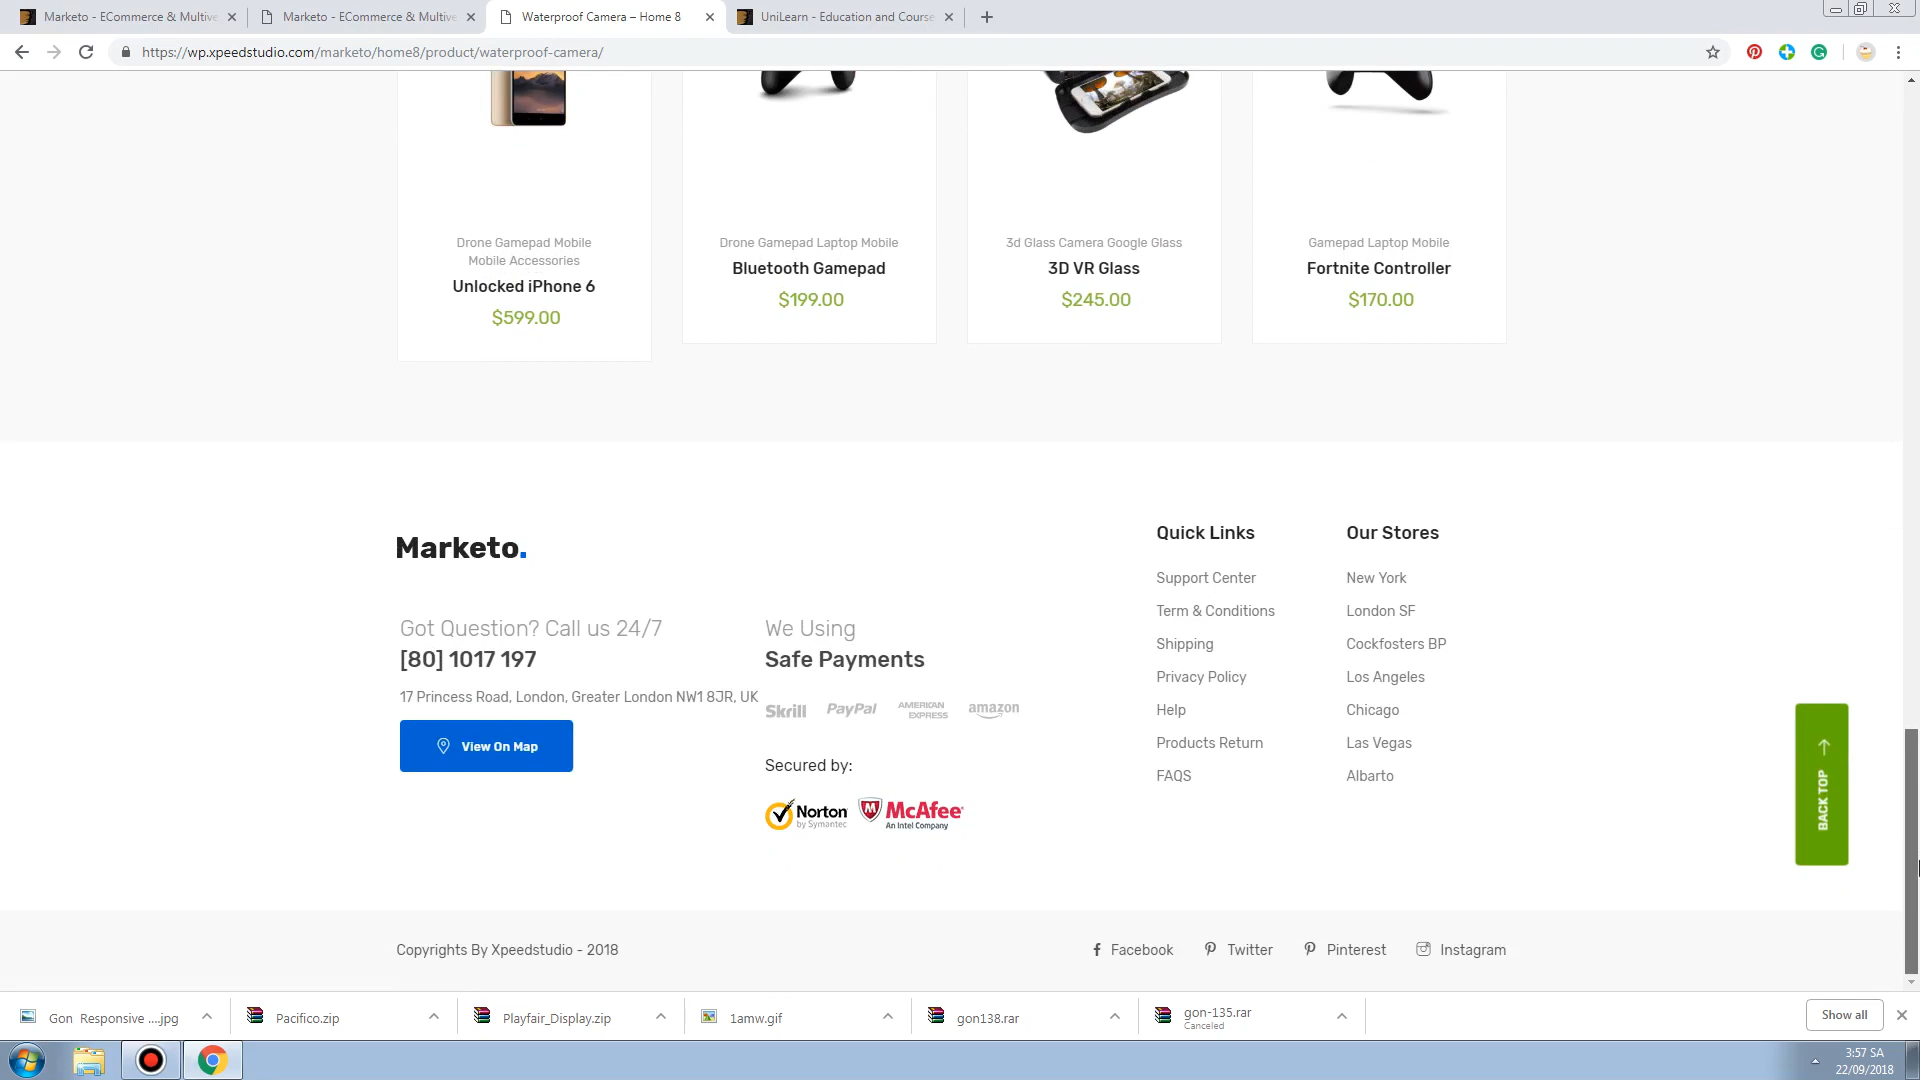 Marketo - ECommerce & Multive
Marketo - ECommerce & Multive
Waterproof Camera – Home 8
UniLearn - Education and Course
https://wp.xpeedstudio.com/marketo/home8/product/waterproof-camera/
Drone Gamepad Mobile
Mobile Accessories
Unlocked iPhone 6
$599.00
Drone Gamepad Laptop Mobile
Bluetooth Gamepad
$199.00
3d Glass Camera Google Glass
3D VR Glass
$245.00
Gamepad Laptop Mobile
Fortnite Controller
$170.00
Marketo.
Got Question? Call us 24/7
[80] 1017 197
17 Princess Road, London, Greater London NW1 8JR, UK
View On Map
We Using
Safe Payments
Skrill PayPal AMERICAN EXPRESS amazon
Secured by:
Norton
by Symantec
McAfee
An Intel Company
Quick Links
Support Center
Term & Conditions
Shipping
Privacy Policy
Help
Products Return
FAQS
Our Stores
New York
London SF
Cockfosters BP
Los Angeles
Chicago
Las Vegas
Albarto
BACK TOP
Copyrights By Xpeedstudio - 2018
Facebook
Twitter
Pinterest
Instagram
Gon Responsive ....jpg
Pacifico.zip
Playfair_Display.zip
1amw.gif
gon138.rar
gon-135.rar
Canceled
Show all
3:57 SA
22/09/2018